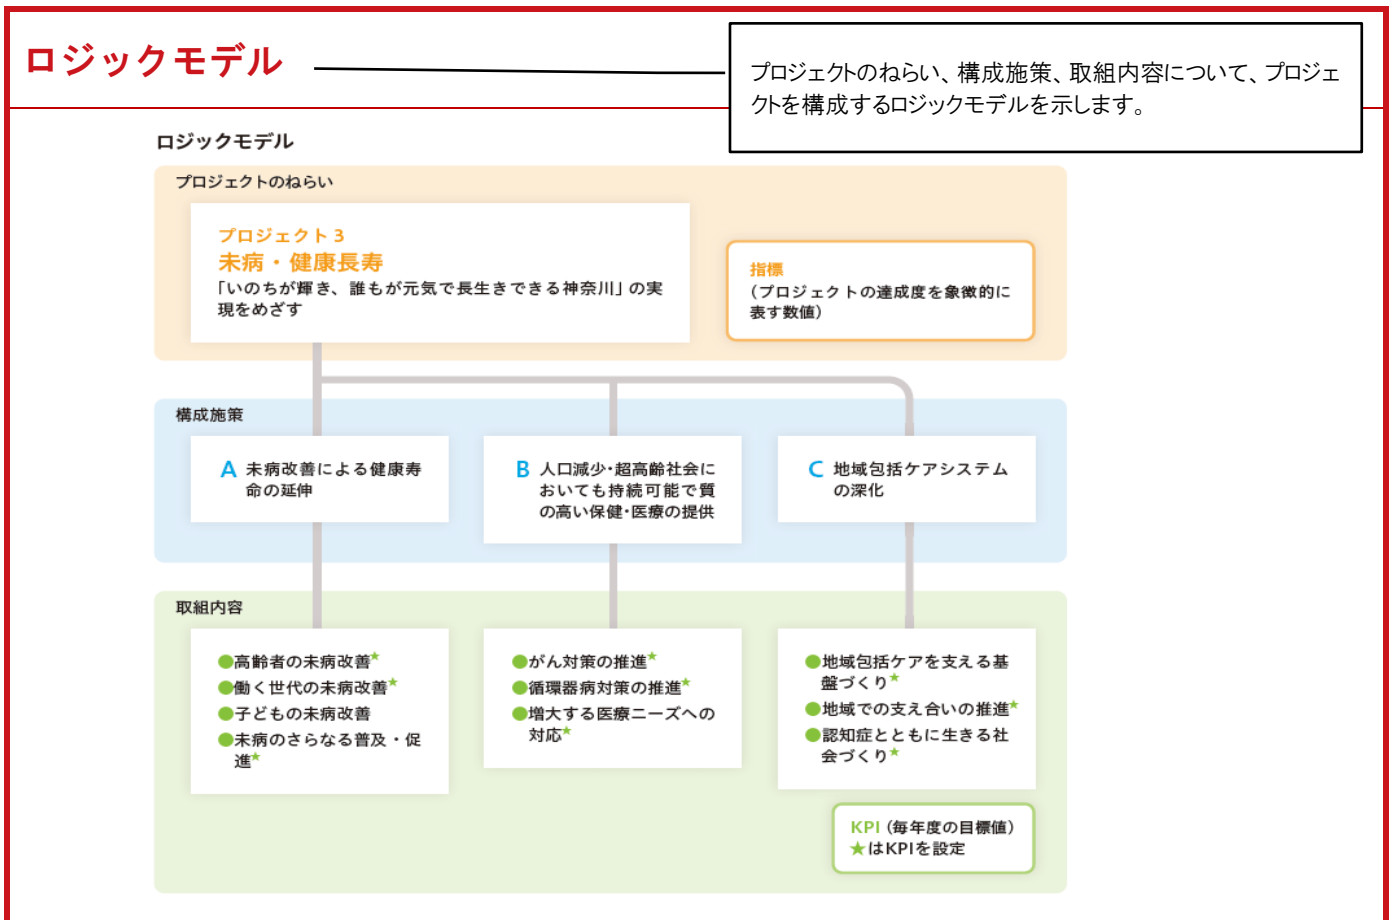 ロジックモデル
プロジェクトのねらい、構成施策、取組内容について、プロジェ
クトを構成するロジックモデルを示します。
ロジックモデル
プロジェクトのねらい
プロジェクト 3
未病・健康長寿
「いのちが輝き、誰もが元気で長生きできる神奈川」の実
現をめざす
指標
(プロジェクトの達成度を象徴的に
表す数値)
構成施策
A 未病改善による健康寿
命の延伸
B 人口減少・超高齢社会に
おいても持続可能で質
の高い保健・医療の提供
C 地域包括ケアシステム
の深化
取組内容
●高齢者の未病改善★
●働く世代の未病改善★
●子どもの未病改善
●未病のさらなる普及・促
進★
●がん対策の推進★
●循環器病対策の推進★
●増大する医療ニーズへの
対応★
●地域包括ケアを支える基
盤づくり★
●地域での支え合いの推進★
●認知症とともに生きる社
会づくり★
KPI (毎年度の目標値)
★はKPIを設定